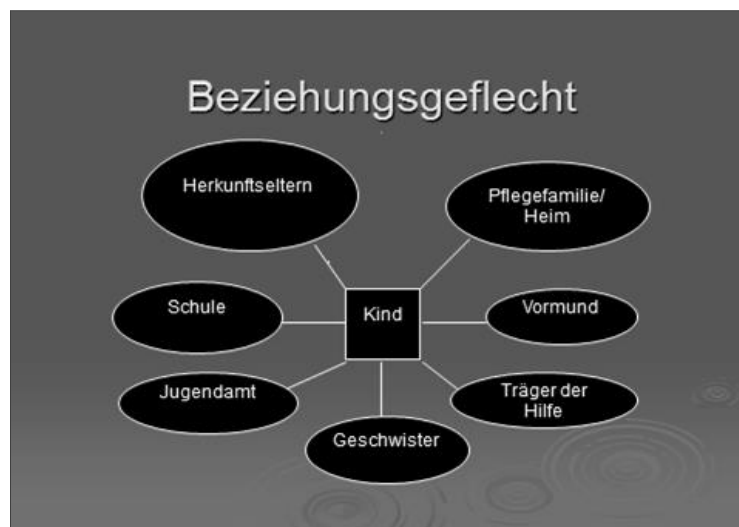 Beziehungsgeflecht
Herkunftseltern
Pflegefamilie/
Heim
Schule
Kind
Vormund
Jugendamt
Träger der
Hilfe
Geschwister